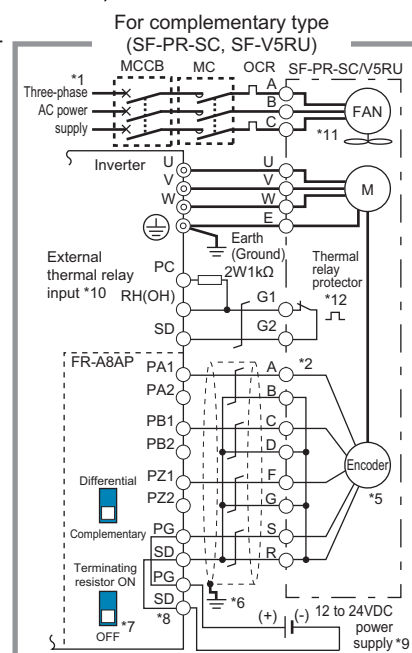 For complementary type
(SF-PR-SC, SF-V5RU)
MCCB MC OCR SF-PR-SC/V5RU
*1
Three-phase
AC power
supply
A
B
C
FAN
*11
Inverter
U U
V V
W W
E
M
Earth
(Ground)
External
thermal relay
input *10
PC
2W1kΩ
RH(OH)
SD
G1
G2
Thermal
relay
protector
*12
FR-A8AP
PA1 A *2
PA2 B
PB1 C
PB2 D
PZ1 F
PZ2 G
PG S
SD R
PG
SD
*8
Encoder
*5
Differential
Complementary
Terminating
resistor ON
*7
OFF
*6
(+) (-)
12 to 24VDC
power
supply *9